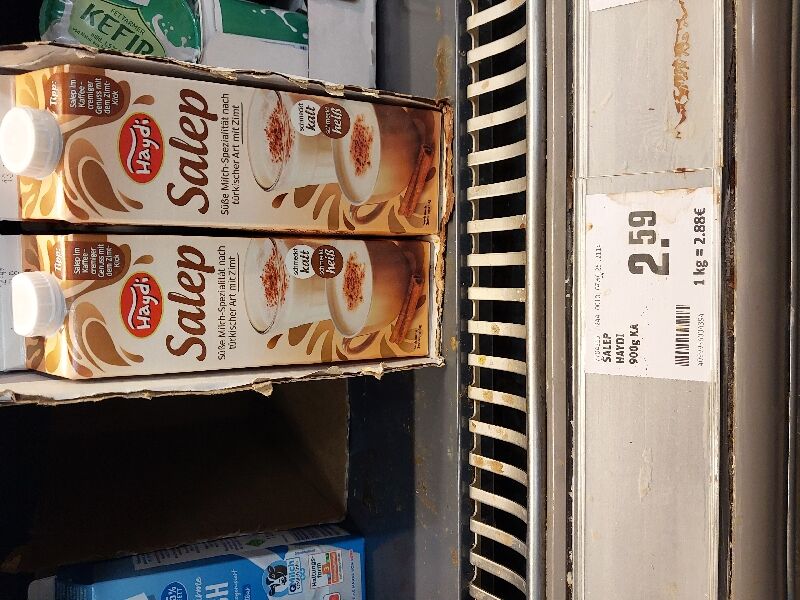 FETTARMER
KEFIR
Tipp:
Salep im
Kaffee -
cremiger
Genuss mit
dem Zimt-
Kick
Haydi
Salep
Süße Milch-Spezialität nach
türkischer Art mit Zimt
schmeckt
kalt
schmeckt
heiß
Tipp:
Salep im
Kaffee -
cremiger
Genuss mit
dem Zimt-
Kick
Haydi
Salep
Süße Milch-Spezialität nach
türkischer Art mit Zimt
schmeckt
kalt
schmeckt
heiß
SALEP
HAYDI
900g KA
2.59
1 kg = 2.88€
Haltungs-
form